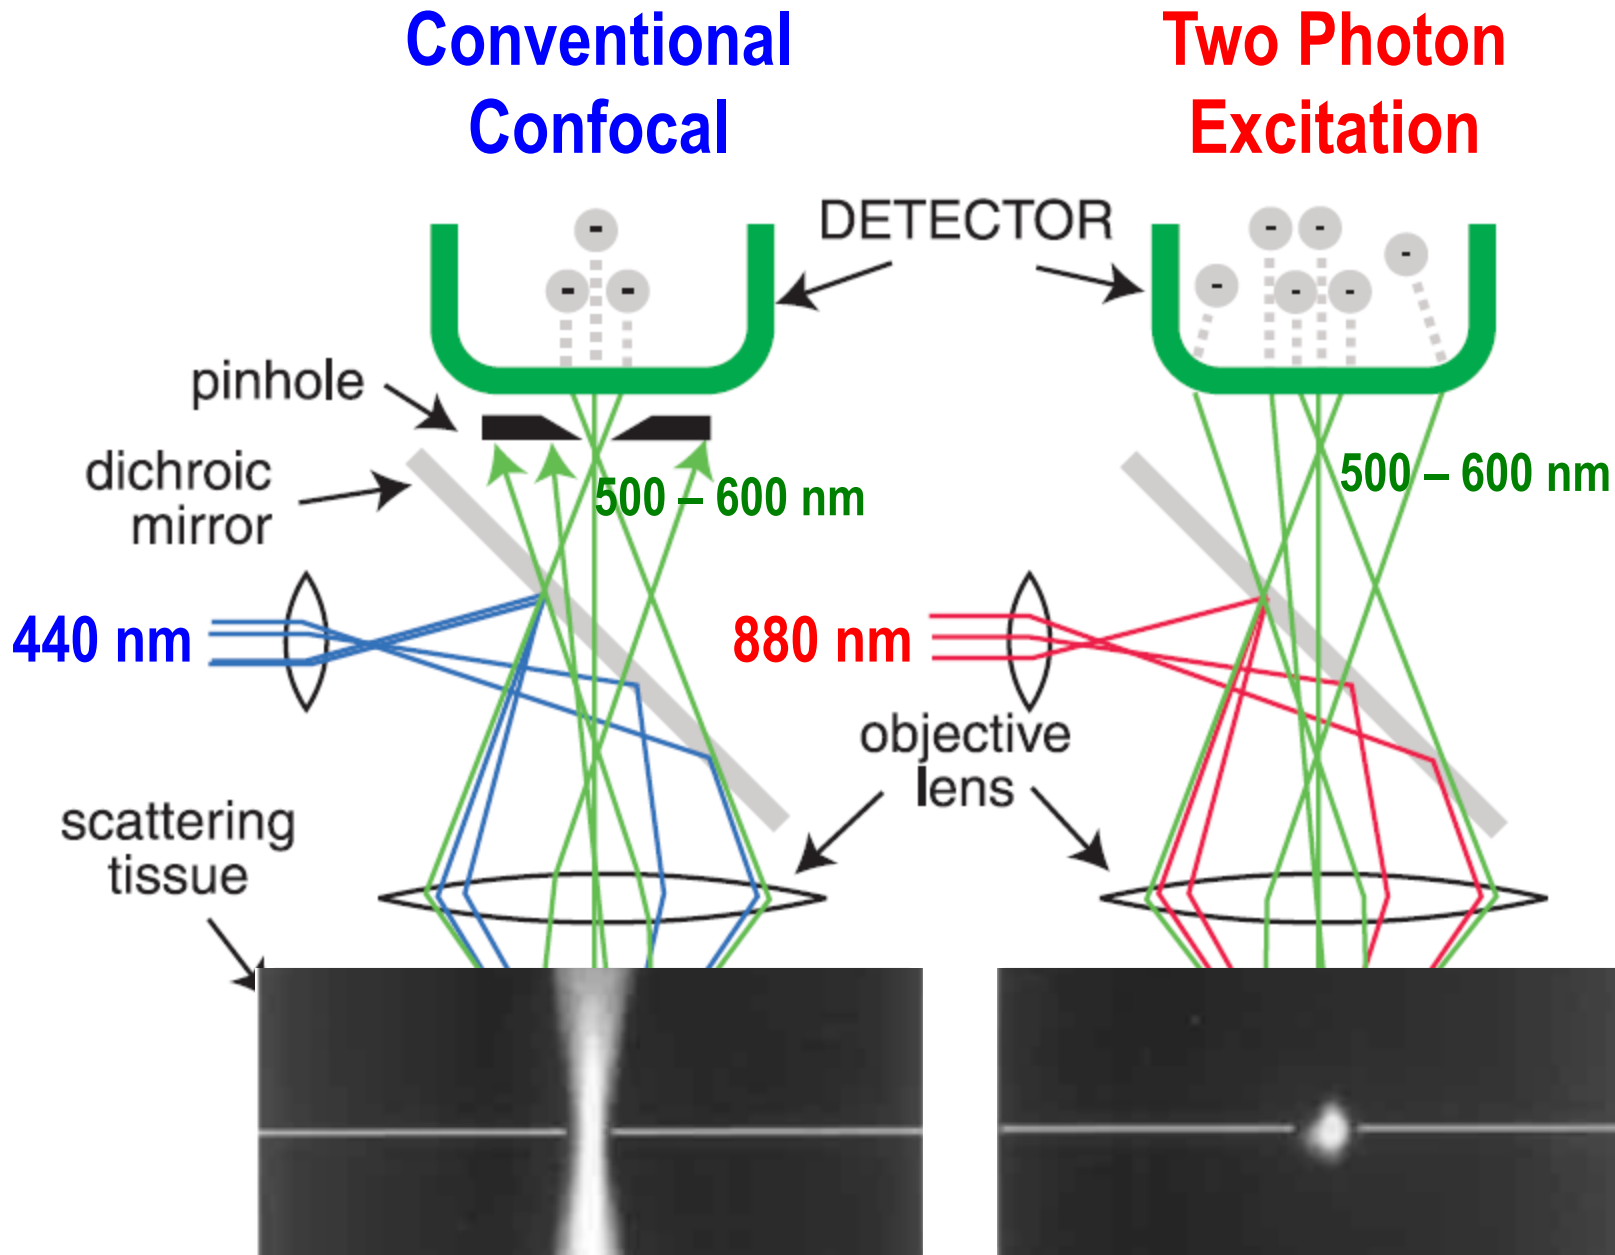 Conventional
Confocal
Two Photon
Excitation
DETECTOR
-
-
-
-
-
-
-
-
-
pinhole
dichroic
mirror
500 – 600 nm
500 – 600 nm
440 nm
880 nm
objective
lens
scattering
tissue